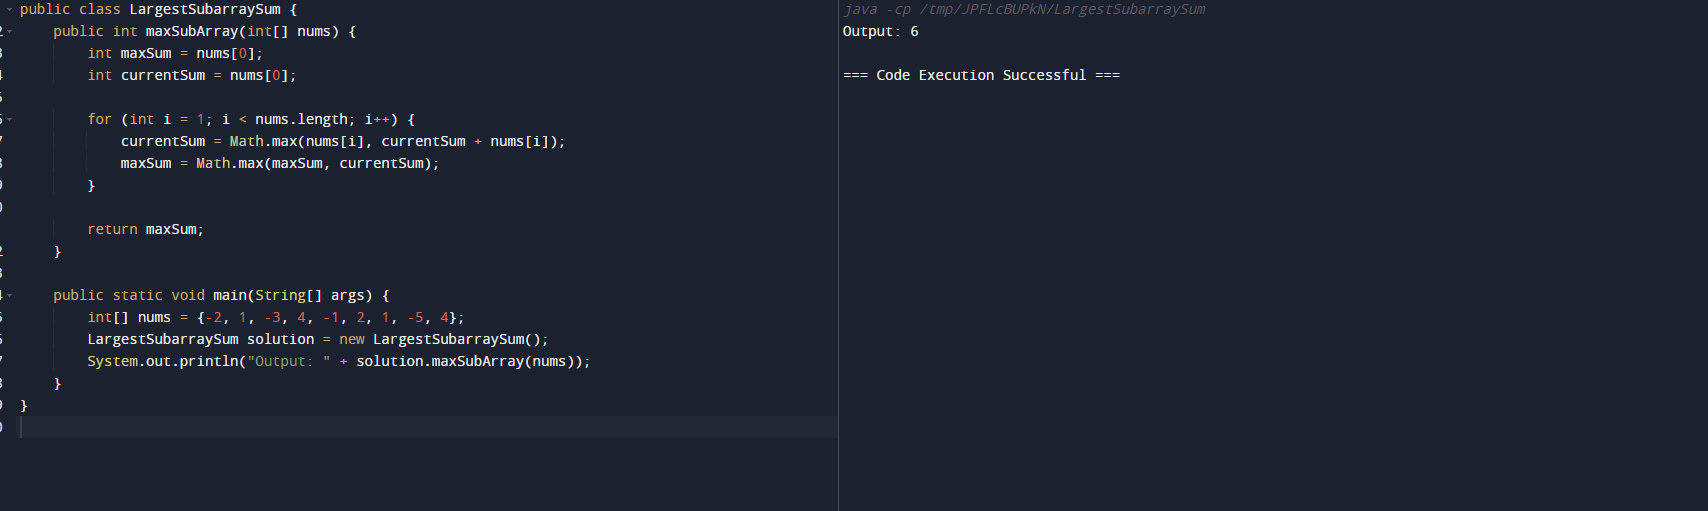 public class LargestSubarraySum {
    public int maxSubArray(int[] nums) {
        int maxSum = nums[0];
        int currentSum = nums[0];

        for (int i = 1; i < nums.length; i++) {
            currentSum = Math.max(nums[i], currentSum + nums[i]);
            maxSum = Math.max(maxSum, currentSum);
        }

        return maxSum;
    }

    public static void main(String[] args) {
        int[] nums = {-2, 1, -3, 4, -1, 2, 1, -5, 4};
        LargestSubarraySum solution = new LargestSubarraySum();
        System.out.println("Output: " + solution.maxSubArray(nums));
    }
}
java -cp /tmp/JPFLcBUPkN/LargestSubarraySum
Output: 6

=== Code Execution Successful ===